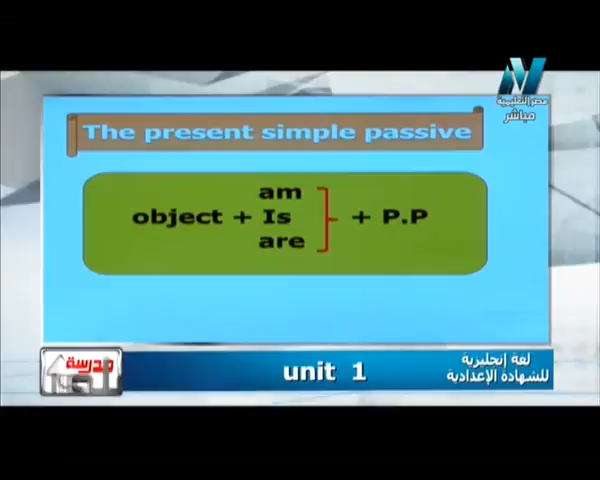 مصر التعليمية
مباشر
The present simple passive
am
object + Is + P.P
are
مدرسة
unit 1
لغة إنجليزية
للشهادة الإعدادية